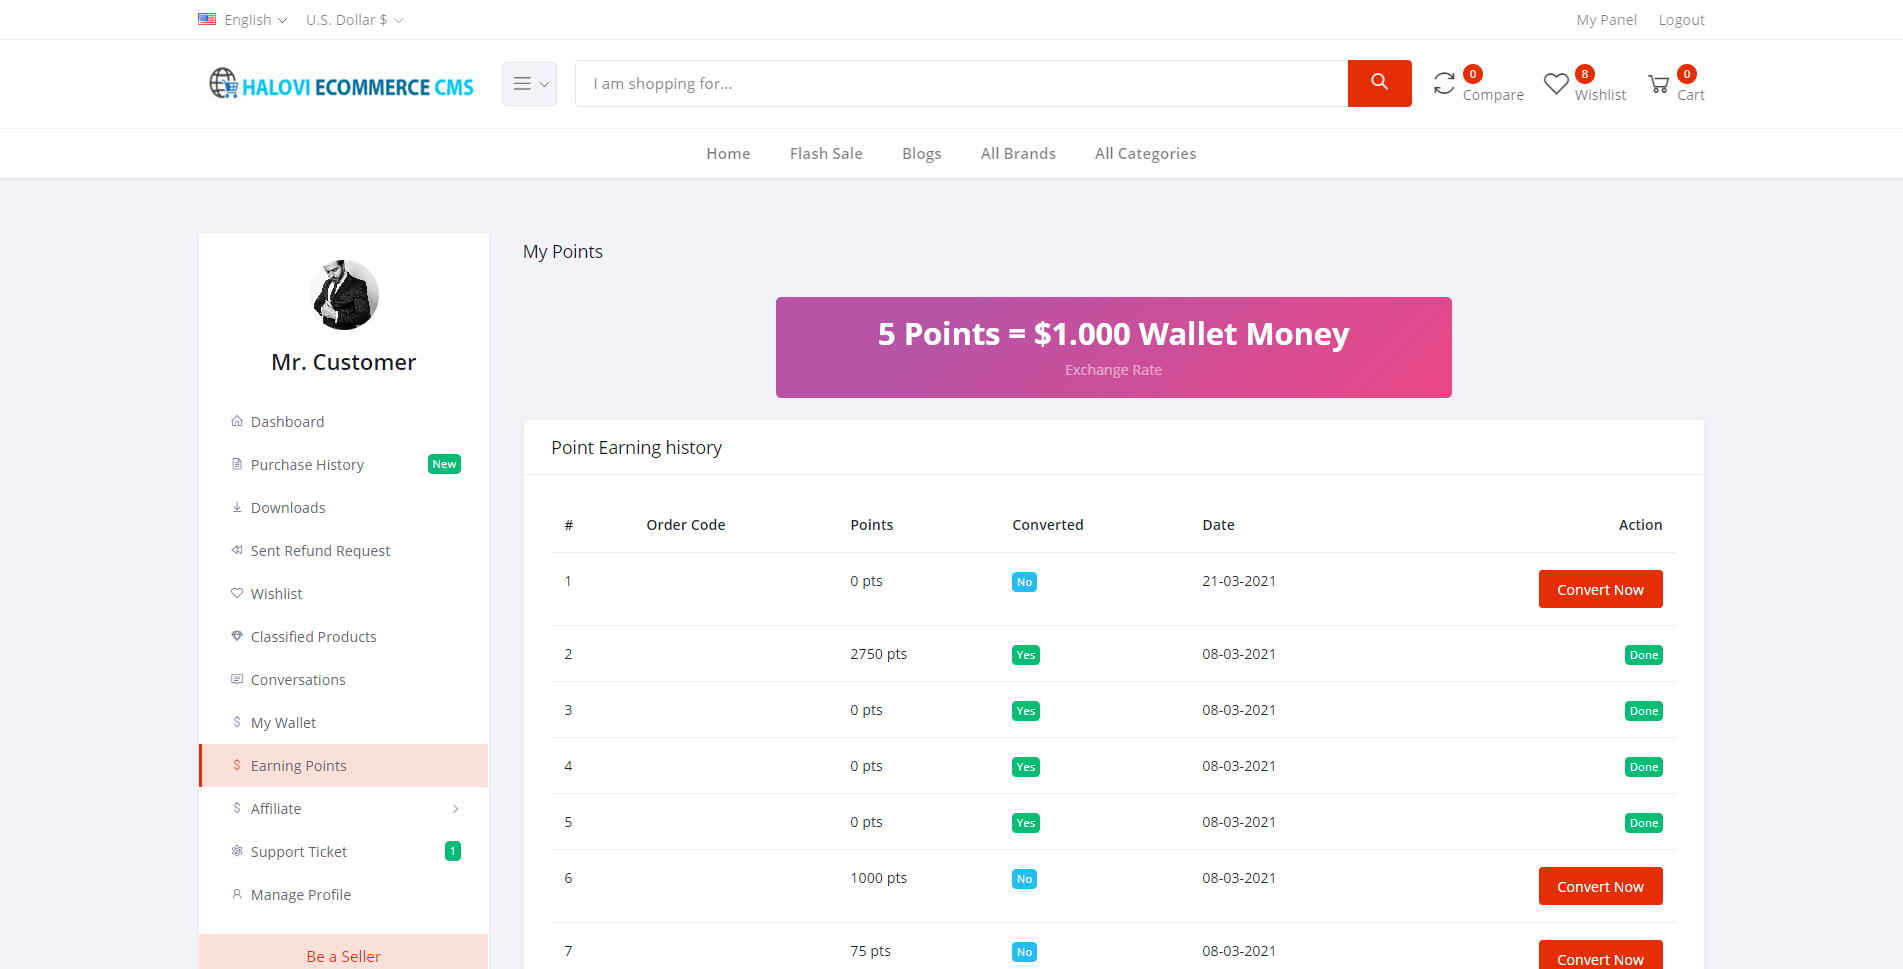 English
U.S. Dollar $
My Panel
Logout
HALOVI ECOMMERCE CMS
I am shopping for...
0
Compare
8
Wishlist
0
Cart
Home
Flash Sale
Blogs
All Brands
All Categories
Mr. Customer
Dashboard
Purchase History New
Downloads
Sent Refund Request
Wishlist
Classified Products
Conversations
My Wallet
Earning Points
Affiliate
Support Ticket 1
Manage Profile
Be a Seller
My Points
5 Points = $1.000 Wallet Money
Exchange Rate
Point Earning history
# Order Code Points Converted Date Action
1 0 pts No 21-03-2021 Convert Now
2 2750 pts Yes 08-03-2021 Done
3 0 pts Yes 08-03-2021 Done
4 0 pts Yes 08-03-2021 Done
5 0 pts Yes 08-03-2021 Done
6 1000 pts No 08-03-2021 Convert Now
7 75 pts No 08-03-2021 Convert Now